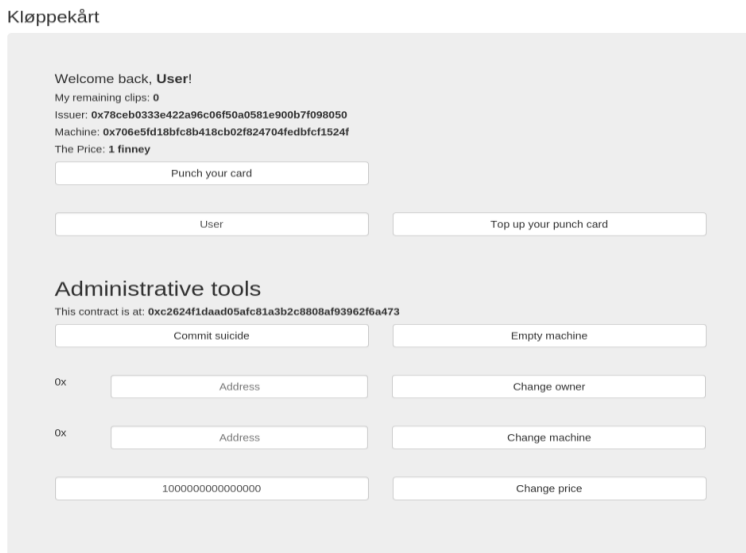 Kløppekårt
Welcome back, User!
My remaining clips: 0
Issuer: 0x78ceb0333e422a96c06f50a0581e900b7f098050
Machine: 0x706e5fd18bfc8b418cb02f824704fedbfcf1524f
The Price: 1 finney
Punch your card
User Top up your punch card
Administrative tools
This contract is at: 0xc2624f1daad05afc81a3b2c8808af93962f6a473
Commit suicide Empty machine
0x Address Change owner
0x Address Change machine
1000000000000000 Change price